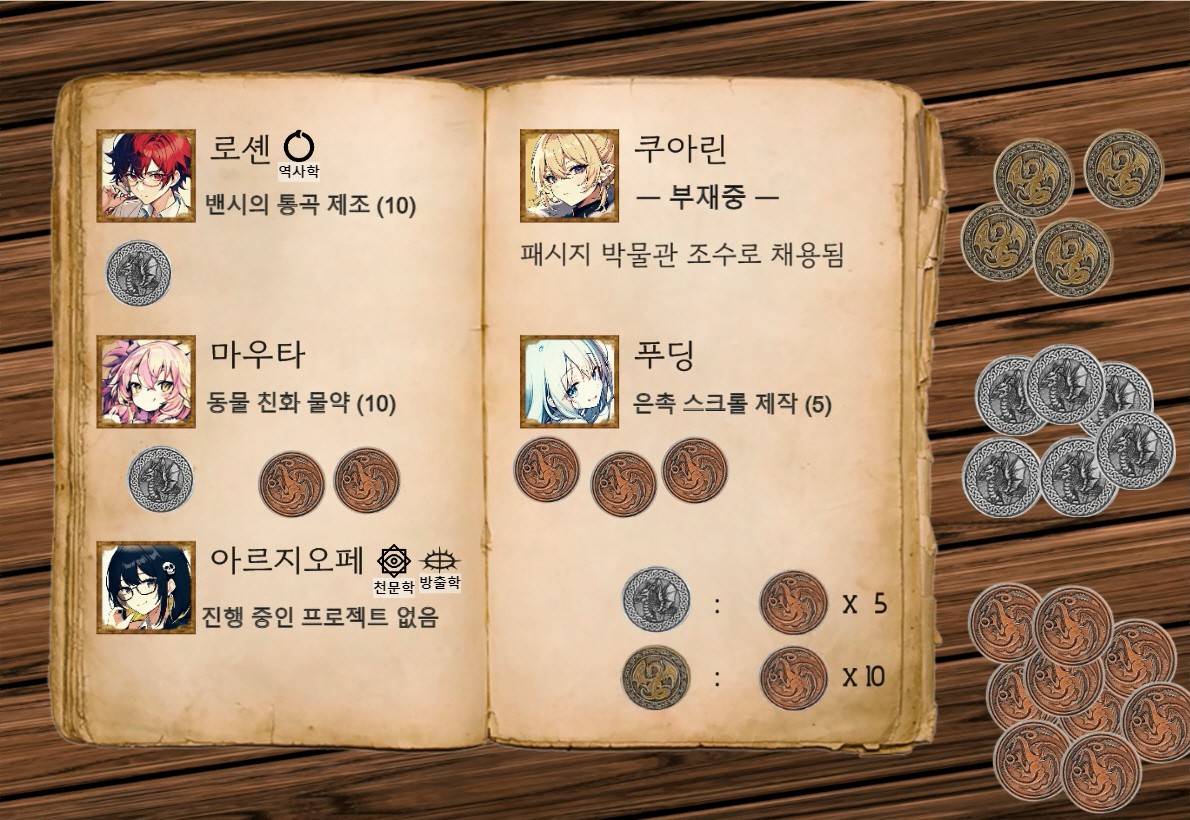 로셴
역사학
밴시의 통곡 제조 (10)
마우타
동물 친화 물약 (10)
아르지오페
천문학 방출학
진행 중인 프로젝트 없음
쿠아린
— 부재중 —
패시지 박물관 조수로 채용됨
푸딩
은촉 스크롤 제작 (5)
: X 5
: X 10